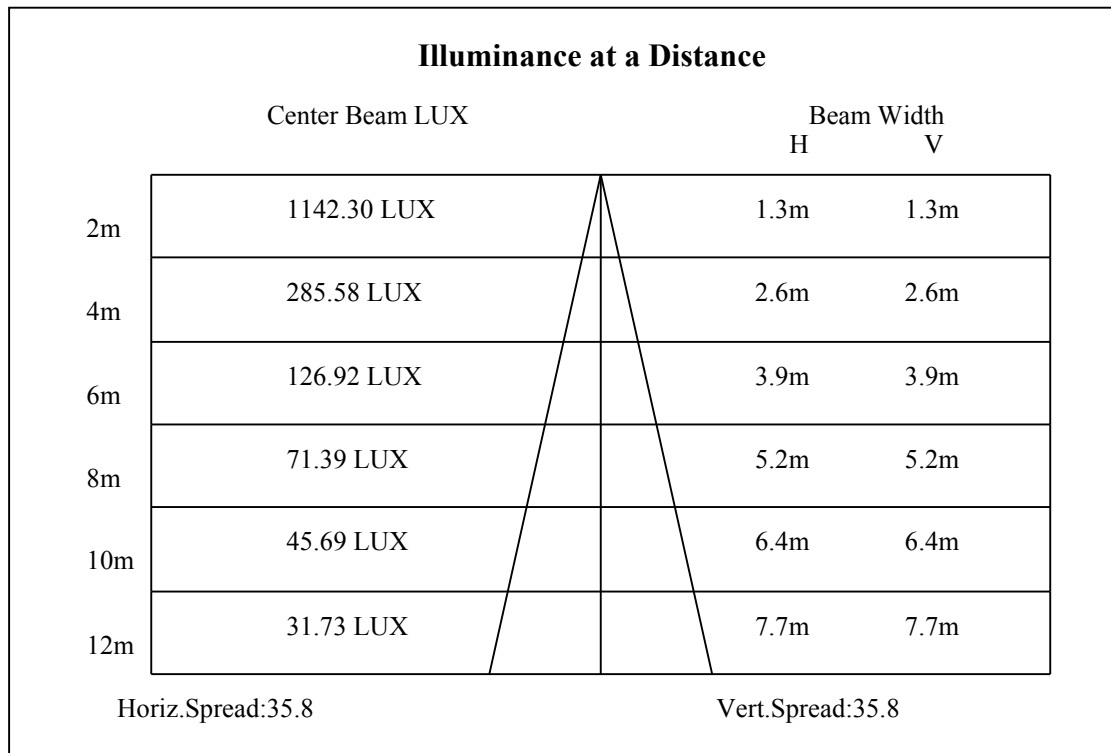 Illuminance at a Distance
Center Beam LUX Beam Width
H V
2m 1142.30 LUX 1.3m 1.3m
4m 285.58 LUX 2.6m 2.6m
6m 126.92 LUX 3.9m 3.9m
8m 71.39 LUX 5.2m 5.2m
10m 45.69 LUX 6.4m 6.4m
12m 31.73 LUX 7.7m 7.7m
Horiz.Spread:35.8 Vert.Spread:35.8